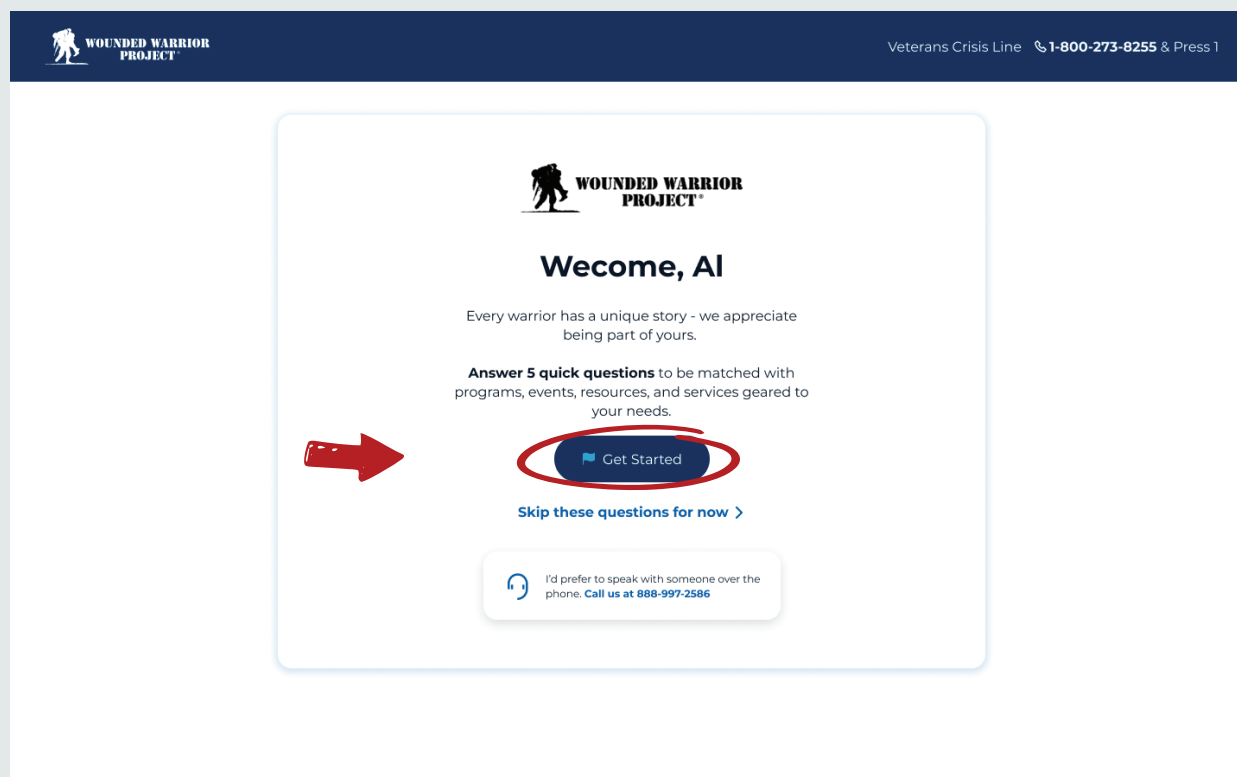 WOUNDED WARRIOR
PROJECT®
Veterans Crisis Line 1-800-273-8255 & Press 1
WOUNDED WARRIOR
PROJECT®
Wecome, Al
Every warrior has a unique story - we appreciate
being part of yours.
Answer 5 quick questions to be matched with
programs, events, resources, and services geared to
your needs.
Get Started
Skip these questions for now
I'd prefer to speak with someone over the
phone. Call us at 888-997-2586